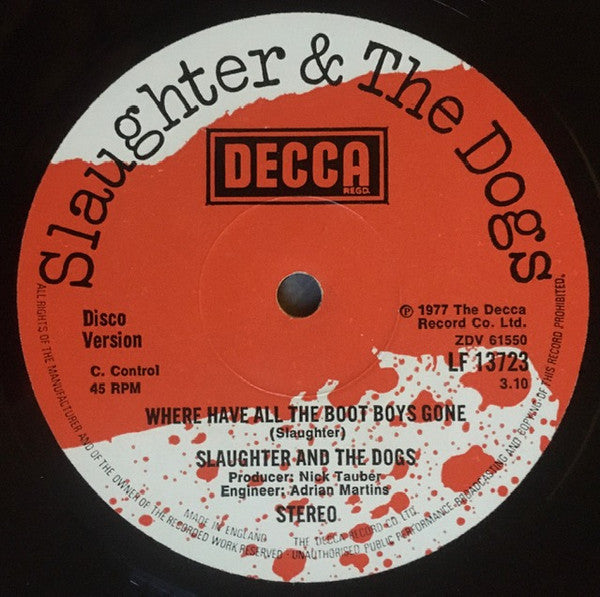 Slaughter & The Dogs
DECCA
REGD.
Disco
Version
C. Control
45 RPM
℗ 1977 The Decca
Record Co. Ltd.
ZDV 61550
LF 13723
3.10
WHERE HAVE ALL THE BOOT BOYS GONE
(Slaughter)
SLAUGHTER AND THE DOGS
Producer: Nick Tauber
Engineer; Adrian Martins
STEREO
MADE IN ENGLAND THE DECCA RECORD CO. LTD.
ALL RIGHTS OF THE MANUFACTURER AND OF THE OWNER OF THE RECORDED WORK RESERVED - UNAUTHORISED PUBLIC PERFORMANCE, BROADCASTING AND COPYING OF THIS RECORD PROHIBITED.